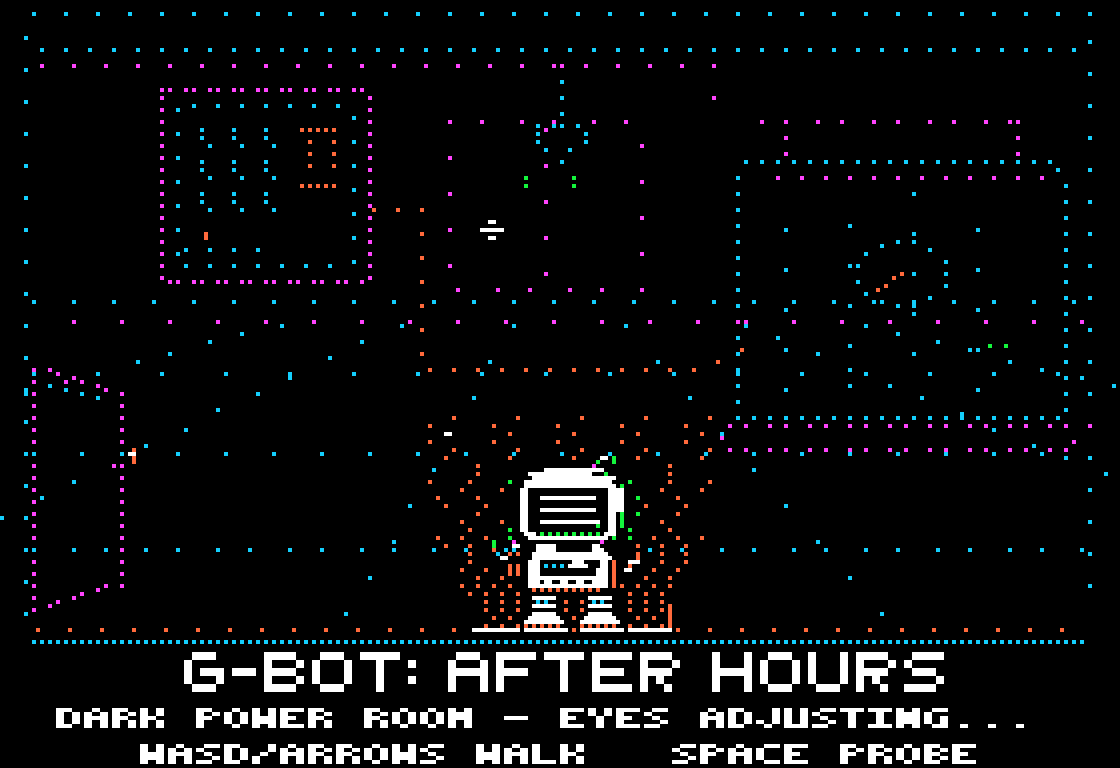 G-BOT: AFTER HOURS
DARK POWER ROOM - EYES ADJUSTING...
WASD/ARROWS WALK SPACE PROBE